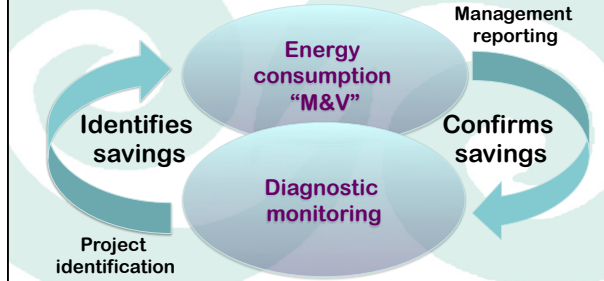 Management
reporting
Energy
consumption
“M&V”
Identifies
savings
Confirms
savings
Diagnostic
monitoring
Project
identification